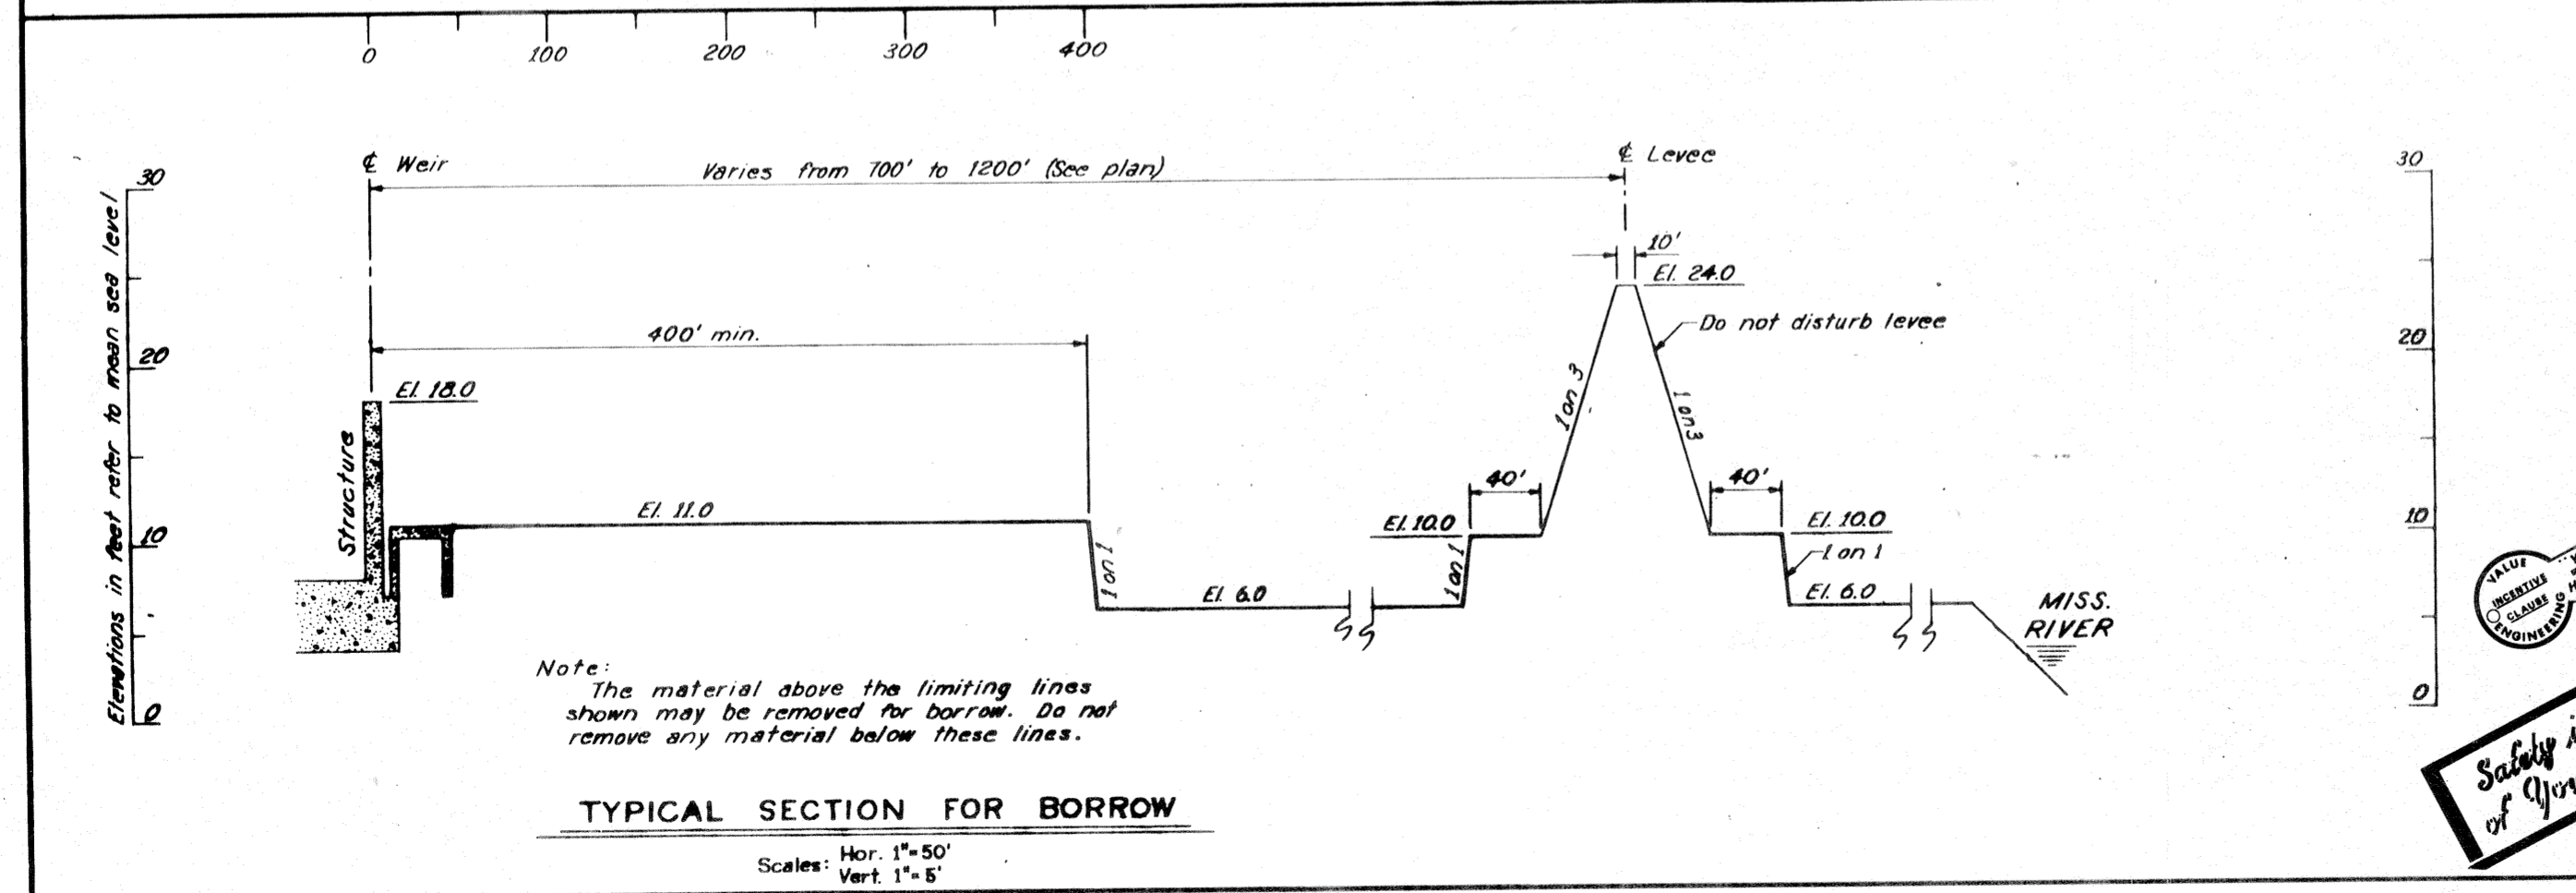 0 100 200 300 400
℄ Weir
Varies from 700' to 1200' (See plan)
℄ Levee
30
30
10'
El. 24.0
Do not disturb levee
400' min.
20
20
El. 18.0
1 on 3
1 on 3
Structure
40'
40'
El. 11.0
El. 10.0
El. 10.0
10
10
1 on 1
1 on 1
1 on 1
El. 6.0
El. 6.0
MISS.
RIVER
0
0
Elevations in feet refer to mean sea level
Note:
The material above the limiting lines
shown may be removed for borrow. Do not
remove any material below these lines.
TYPICAL SECTION FOR BORROW
Scales: Hor. 1"=50'
Vert. 1"=5'
VALUE
INCENTIVE
CLAUSE
ENGINEERING
Safety
of